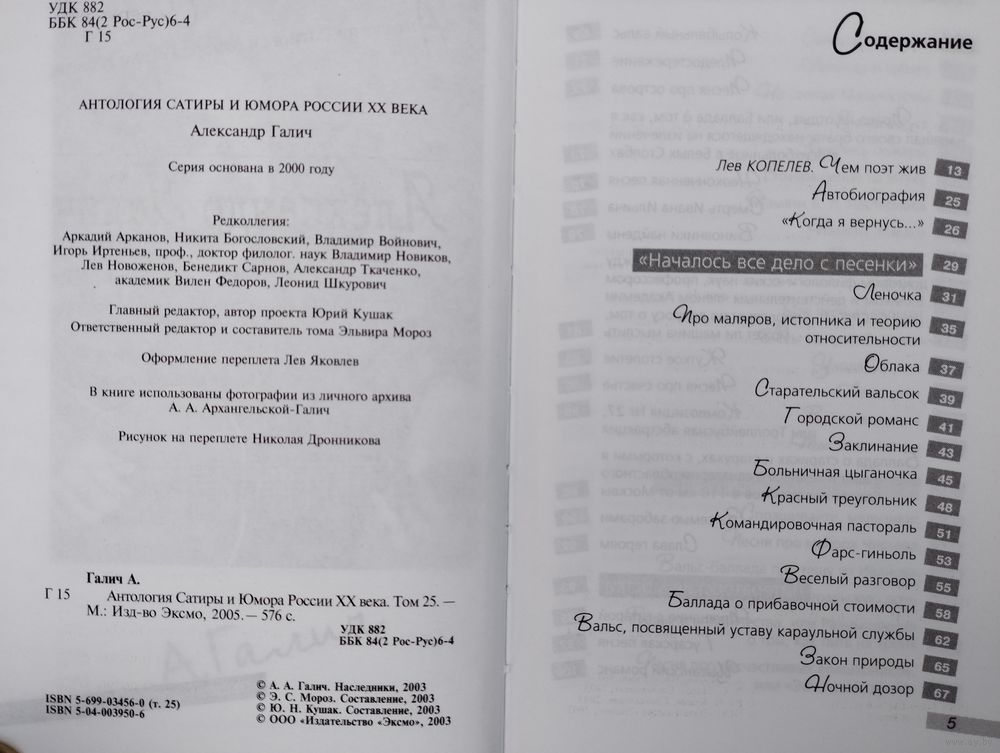 УДК 882
ББК 84(2 Рос-Рус)6-4
Г 15
АНТОЛОГИЯ САТИРЫ И ЮМОРА РОССИИ XX ВЕКА
Александр Галич
Серия основана в 2000 году
Редколлегия:
Аркадий Арканов, Никита Богословский, Владимир Войнович,
Игорь Иртеньев, проф., доктор филолог. наук Владимир Новиков,
Лев Новоженов, Бенедикт Сарнов, Александр Ткаченко,
академик Вилен Федоров, Леонид Шкурович
Главный редактор, автор проекта Юрий Кушак
Ответственный редактор и составитель тома Эльвира Мороз
Оформление переплета Лев Яковлев
В книге использованы фотографии из личного архива
А. А. Архангельской-Галич
Рисунок на переплете Николая Дронникова
Галич А.
Г 15 Антология Сатиры и Юмора России XX века. Том 25. —
М.: Изд-во Эксмо, 2005. — 576 с.
УДК 882
ББК 84(2 Рос-Рус)6-4
ISBN 5-699-03456-0 (т. 25)
ISBN 5-04-003950-6
© А. А. Галич. Наследники, 2003
© Э. С. Мороз. Составление, 2003
© Ю. Н. Кушак. Составление, 2003
© ООО «Издательство «Эксмо», 2003
Содержание
Лев КОПЕЛЕВ. Чем поэт жив 13
Автобиография 25
«Когда я вернусь...» 26
«Началось все дело с песенки» 29
Леночка 31
Про маляров, истопника и теорию 35
относительности
Облака 37
Старательский вальсок 39
Городской романс 41
Заклинание 43
Больничная цыганочка 45
Красный треугольник 48
Командировочная пастораль 51
Фарс-гиньоль 53
Веселый разговор 55
Баллада о прибавочной стоимости 58
Вальс, посвященный уставу караульной службы 62
Закон природы 65
Ночной дозор 67
5